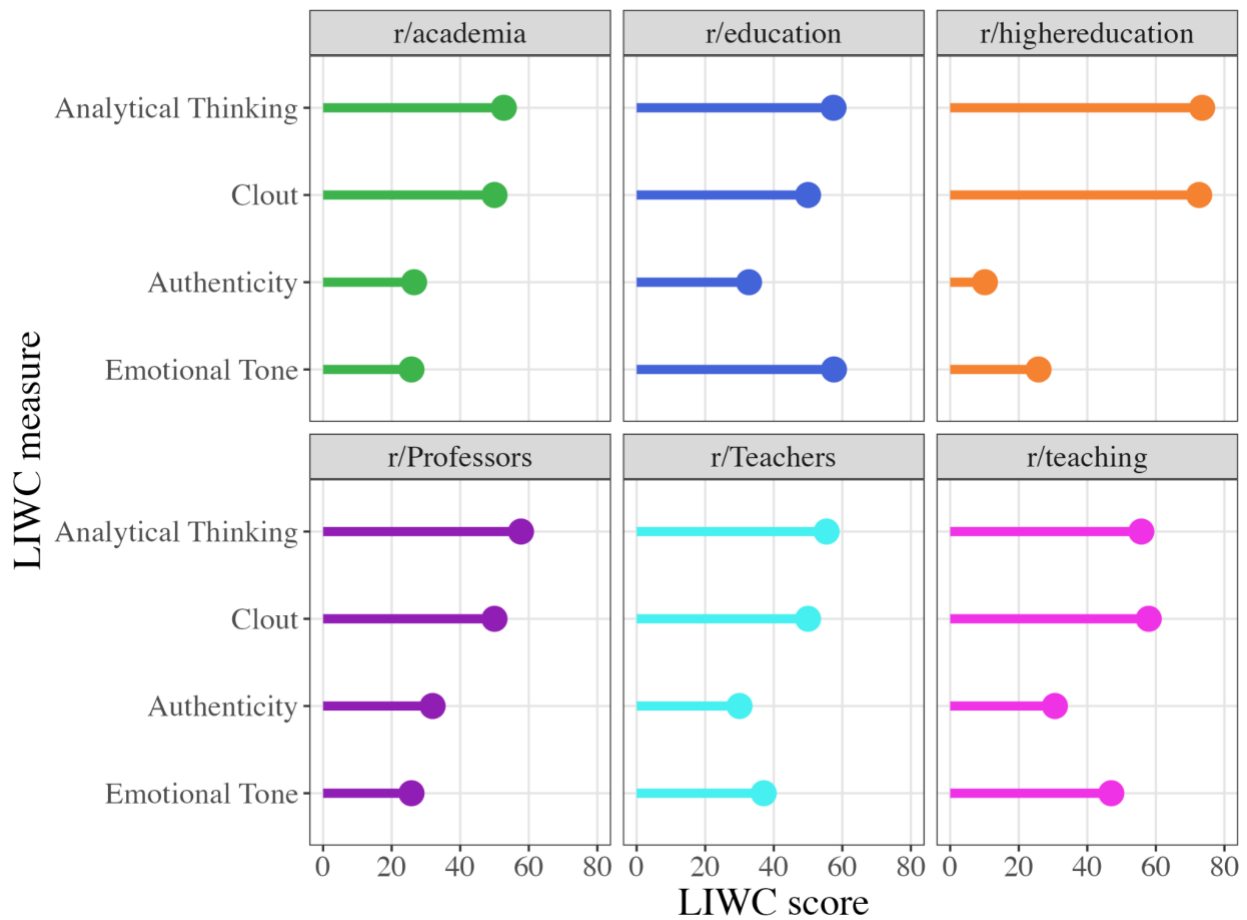 r/academia
r/education
r/highereducation
Analytical Thinking
Clout
Authenticity
Emotional Tone
LIWC measure
r/Professors
r/Teachers
r/teaching
Analytical Thinking
Clout
Authenticity
Emotional Tone
0 20 40 60 80
0 20 40 60 80
0 20 40 60 80
LIWC score